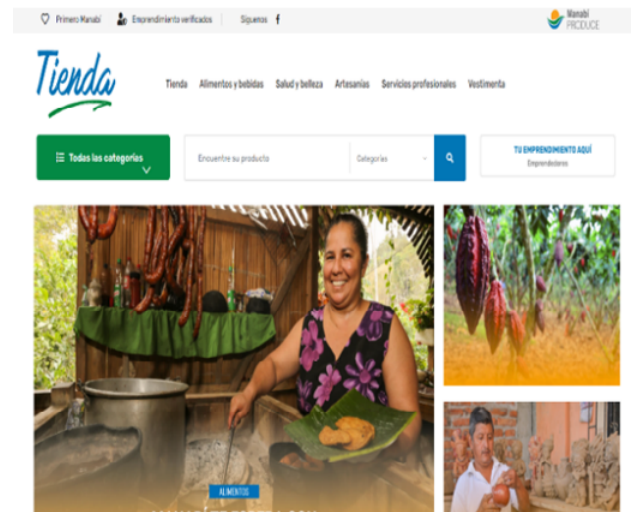 Primero Manabí
Emprendimiento verificados
Síguenos f
Manabí
PRODUCE
Tienda
Tienda Alimentos y bebidas Salud y belleza Artesanías Servicios profesionales Vestimenta
Todas las categorías
Encuentre su producto
Categorías
TU EMPRENDIMIENTO AQUÍ
Emprendedores
ALIMENTOS